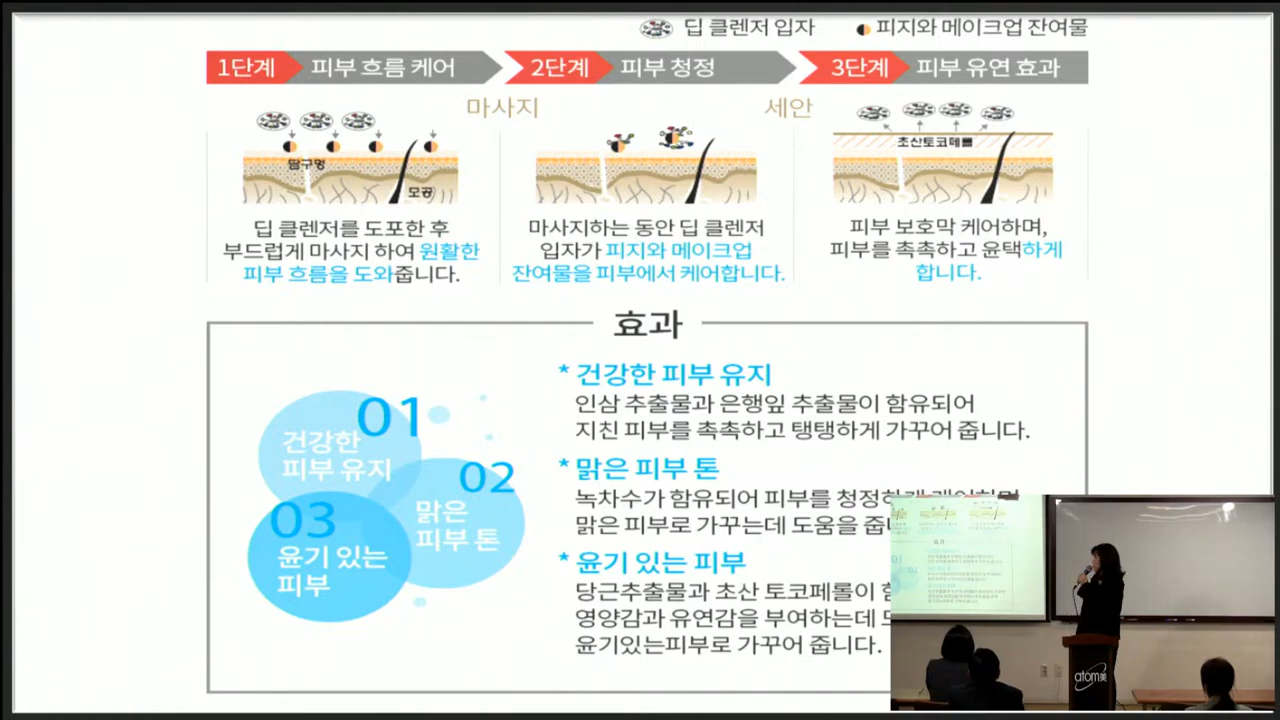 딥 클렌저 입자
피지와 메이크업 잔여물
1단계 피부 흐름 케어
2단계 피부 청정
3단계 피부 유연 효과
마사지
세안
땀구멍
모공
초산토코페롤
딥 클렌저를 도포한 후
부드럽게 마사지 하여 원활한
피부 흐름을 도와줍니다.
마사지하는 동안 딥 클렌저
입자가 피지와 메이크업
잔여물을 피부에서 케어합니다.
피부 보호막 케어하며,
피부를 촉촉하고 윤택하게
합니다.
효과
01
건강한
피부 유지
02
맑은
피부 톤
03
윤기 있는
피부
* 건강한 피부 유지
인삼 추출물과 은행잎 추출물이 함유되어
지친 피부를 촉촉하고 탱탱하게 가꾸어 줍니다.
* 맑은 피부 톤
녹차수가 함유되어 피부를 청정하게 케어하며
맑은 피부로 가꾸는데 도움을 줍니
* 윤기 있는 피부
당근추출물과 초산 토코페롤이 함
영양감과 유연감을 부여하는데
윤기있는피부로 가꾸어 줍니다.
atom美